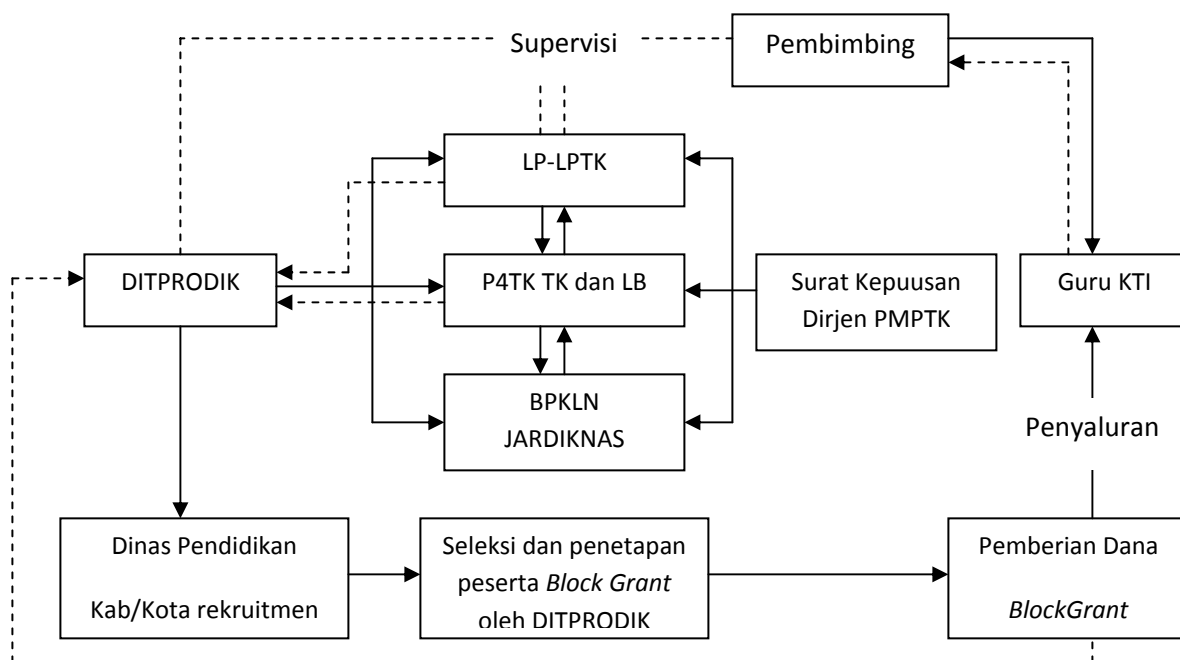 Supervisi
Pembimbing
LP-LPTK
DITPRODIK
P4TK TK dan LB
Surat Kepuusan
Dirjen PMPTK
Guru KTI
BPKLN
JARDIKNAS
Penyaluran
Dinas Pendidikan
Kab/Kota rekruitmen
Seleksi dan penetapan
peserta Block Grant
oleh DITPRODIK
Pemberian Dana
BlockGrant